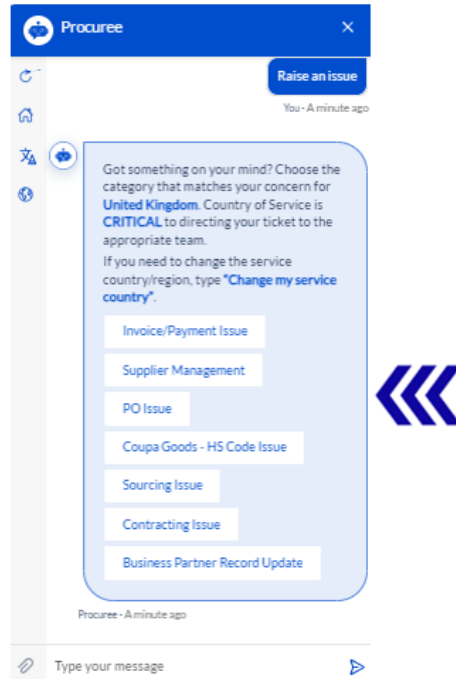 Procuree
Raise an issue
You - A minute ago
Got something on your mind? Choose the
category that matches your concern for
United Kingdom. Country of Service is
CRITICAL to directing your ticket to the
appropriate team.
If you need to change the service
country/region, type "Change my service
country".
Invoice/Payment Issue
Supplier Management
PO Issue
Coupa Goods - HS Code Issue
Sourcing Issue
Contracting Issue
Business Partner Record Update
Procuree - A minute ago
Type your message